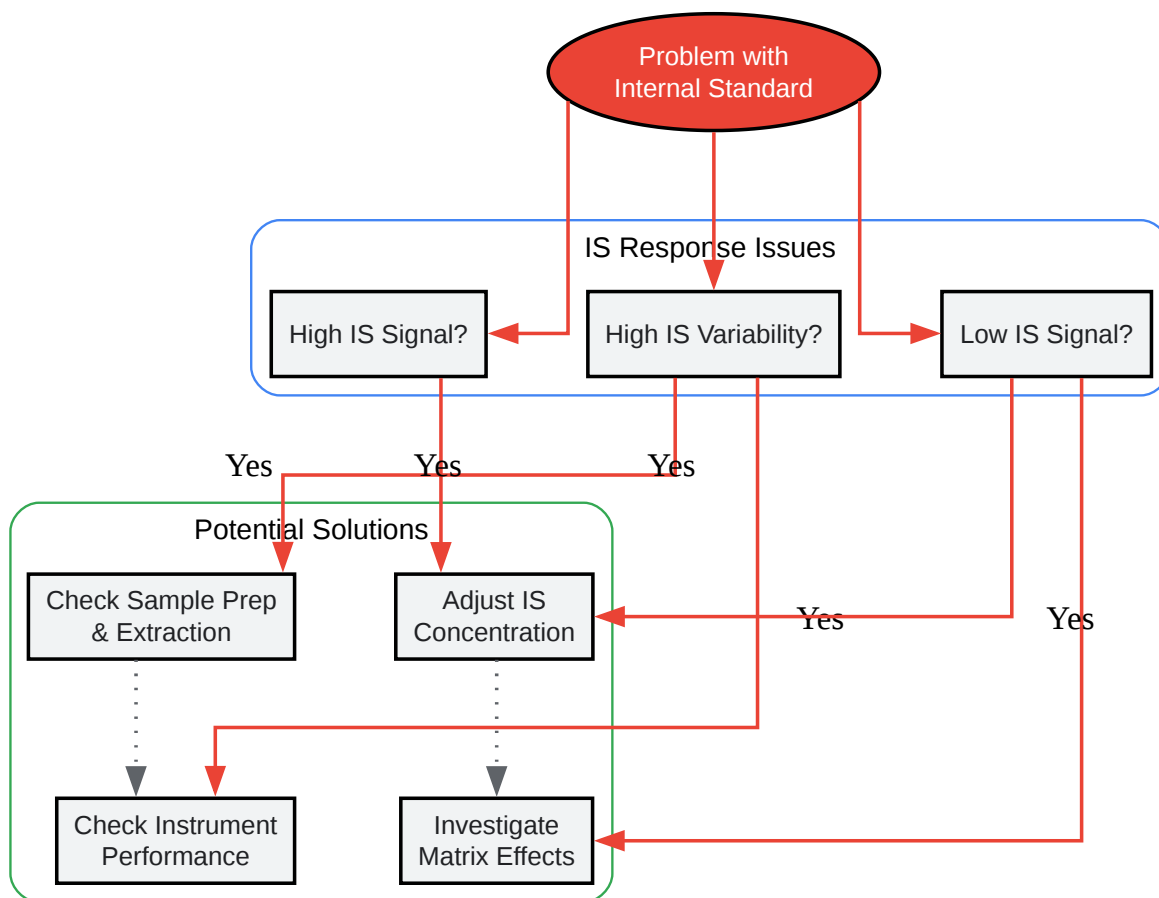 Problem with
Internal Standard
IS Response Issues
High IS Signal?
High IS Variability?
Low IS Signal?
Yes
Yes
Yes
Potential Solutions
Check Sample Prep
& Extraction
Adjust IS
Concentration
Yes
Yes
Check Instrument
Performance
Investigate
Matrix Effects